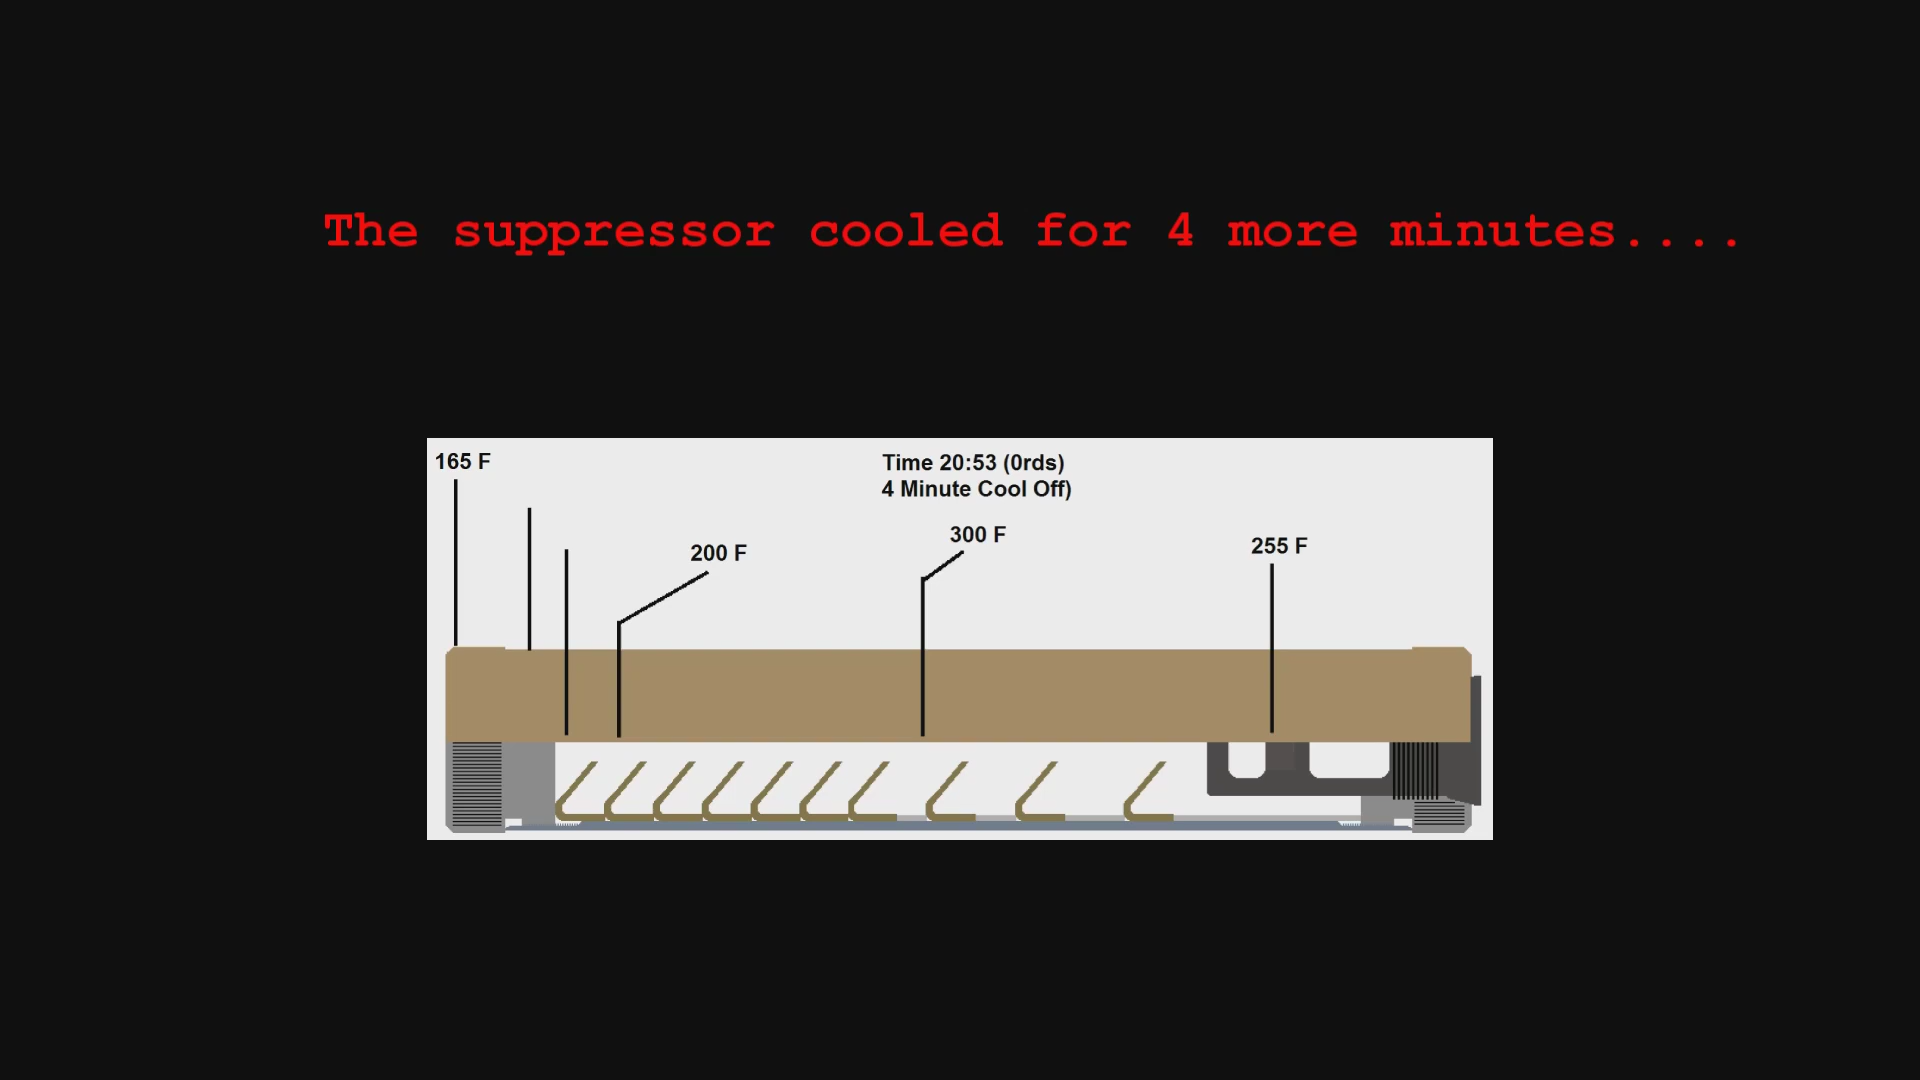 The suppressor cooled for 4 more minutes....
165 F
Time 20:53 (0rds)
4 Minute Cool Off)
300 F
200 F
255 F